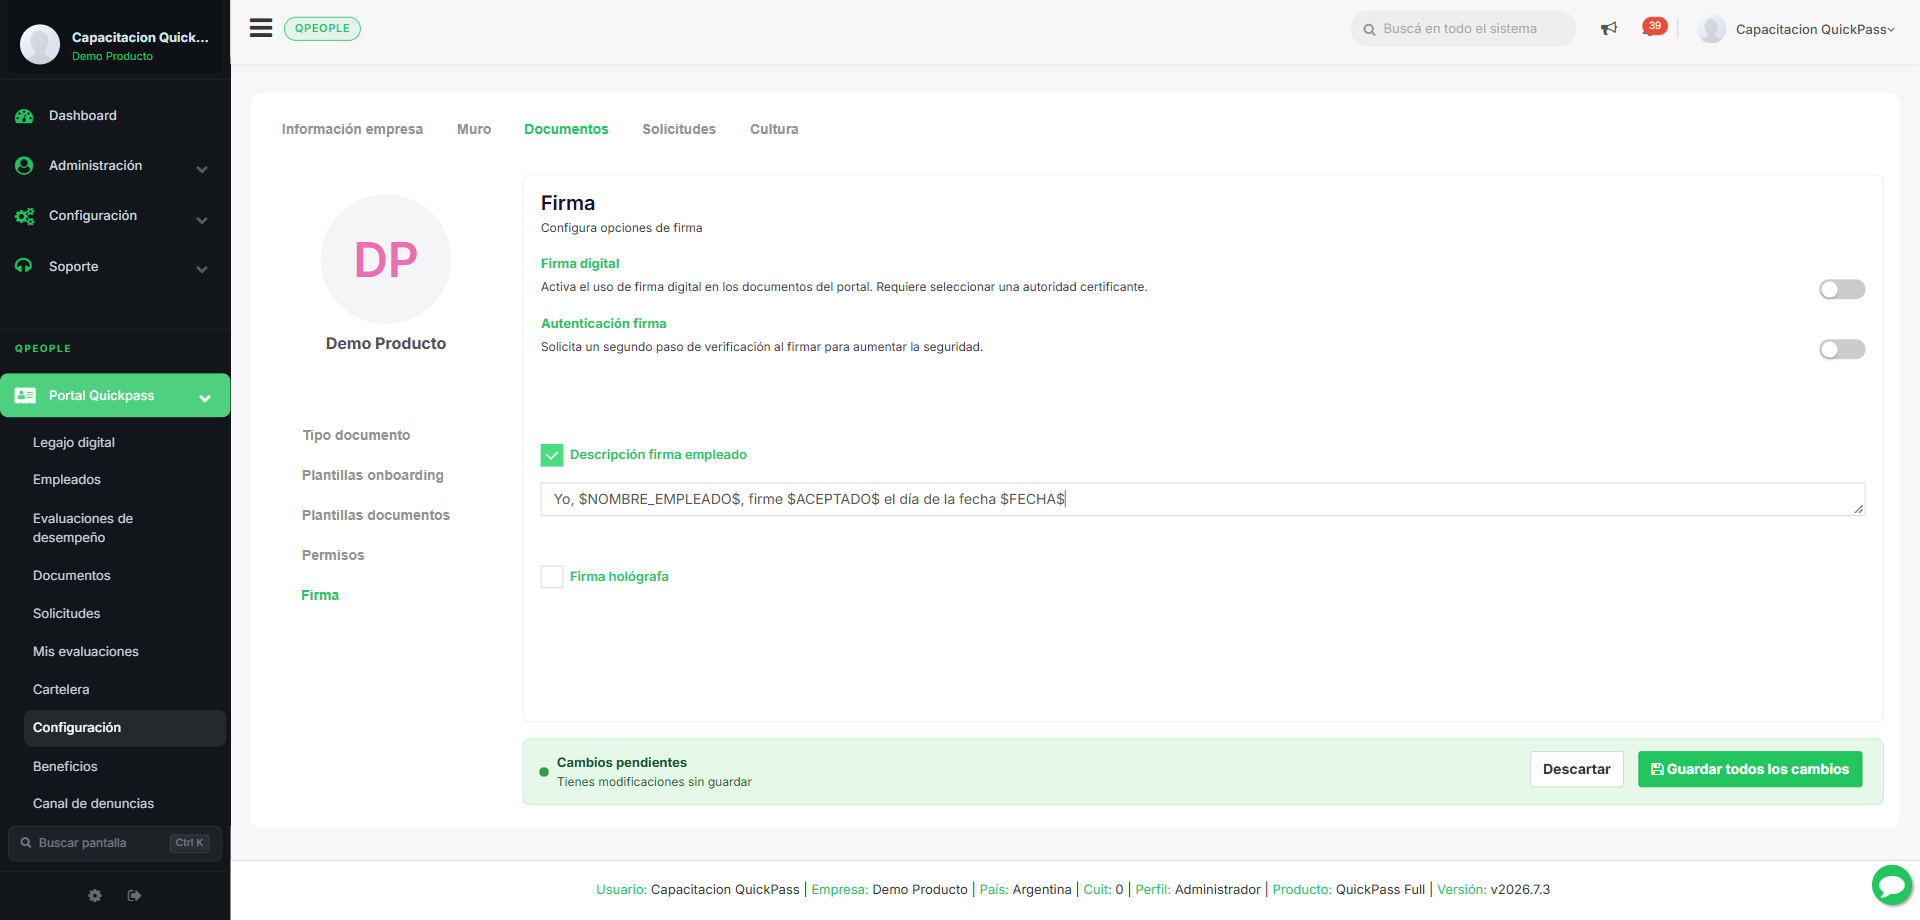 Capacitacion Quick...
Demo Producto
QPEOPLE
Buscá en todo el sistema
39
Capacitacion QuickPass
Dashboard
Administración
Configuración
Soporte
QPEOPLE
Portal Quickpass
Legajo digital
Empleados
Evaluaciones de
desempeño
Documentos
Solicitudes
Mis evaluaciones
Cartelera
Configuración
Beneficios
Canal de denuncias
Buscar pantalla
Ctrl K
Información empresa
Muro
Documentos
Solicitudes
Cultura
DP
Demo Producto
Tipo documento
Plantillas onboarding
Plantillas documentos
Permisos
Firma
Firma
Configura opciones de firma
Firma digital
Activa el uso de firma digital en los documentos del portal. Requiere seleccionar una autoridad certificante.
Autenticación firma
Solicita un segundo paso de verificación al firmar para aumentar la seguridad.
Descripción firma empleado
Yo, $NOMBRE_EMPLEADO$, firme $ACEPTADO$ el día de la fecha $FECHA$
Firma hológrafa
Cambios pendientes
Tienes modificaciones sin guardar
Descartar
Guardar todos los cambios
Usuario: Capacitacion QuickPass | Empresa: Demo Producto | País: Argentina | Cuit: 0 | Perfil: Administrador | Producto: QuickPass Full | Versión: v2026.7.3